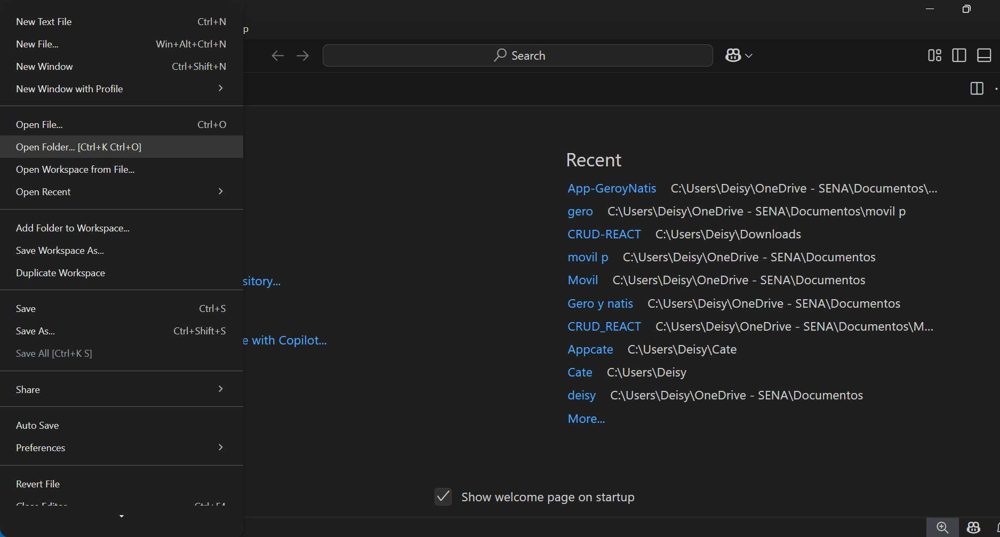 New Text File Ctrl+N
New File... Win+Alt+Ctrl+N
New Window Ctrl+Shift+N
New Window with Profile
Open File... Ctrl+O
Open Folder... [Ctrl+K Ctrl+O]
Open Workspace from File...
Open Recent
Add Folder to Workspace...
Save Workspace As...
Duplicate Workspace
Save Ctrl+S
Save As... Ctrl+Shift+S
Save All [Ctrl+K S]
Share
Auto Save
Preferences
Revert File
Close Editor Ctrl+F4
p
Search
sitory...
e with Copilot...
Recent
App-GeroyNatis C:\Users\Deisy\OneDrive - SENA\Documentos\...
gero C:\Users\Deisy\OneDrive - SENA\Documentos\movil p
CRUD-REACT C:\Users\Deisy\Downloads
movil p C:\Users\Deisy\OneDrive - SENA\Documentos
Movil C:\Users\Deisy\OneDrive - SENA\Documentos
Gero y natis C:\Users\Deisy\OneDrive - SENA\Documentos
CRUD_REACT C:\Users\Deisy\OneDrive - SENA\Documentos\M...
Appcate C:\Users\Deisy\Cate
Cate C:\Users\Deisy
deisy C:\Users\Deisy\OneDrive - SENA\Documentos
More...
Show welcome page on startup